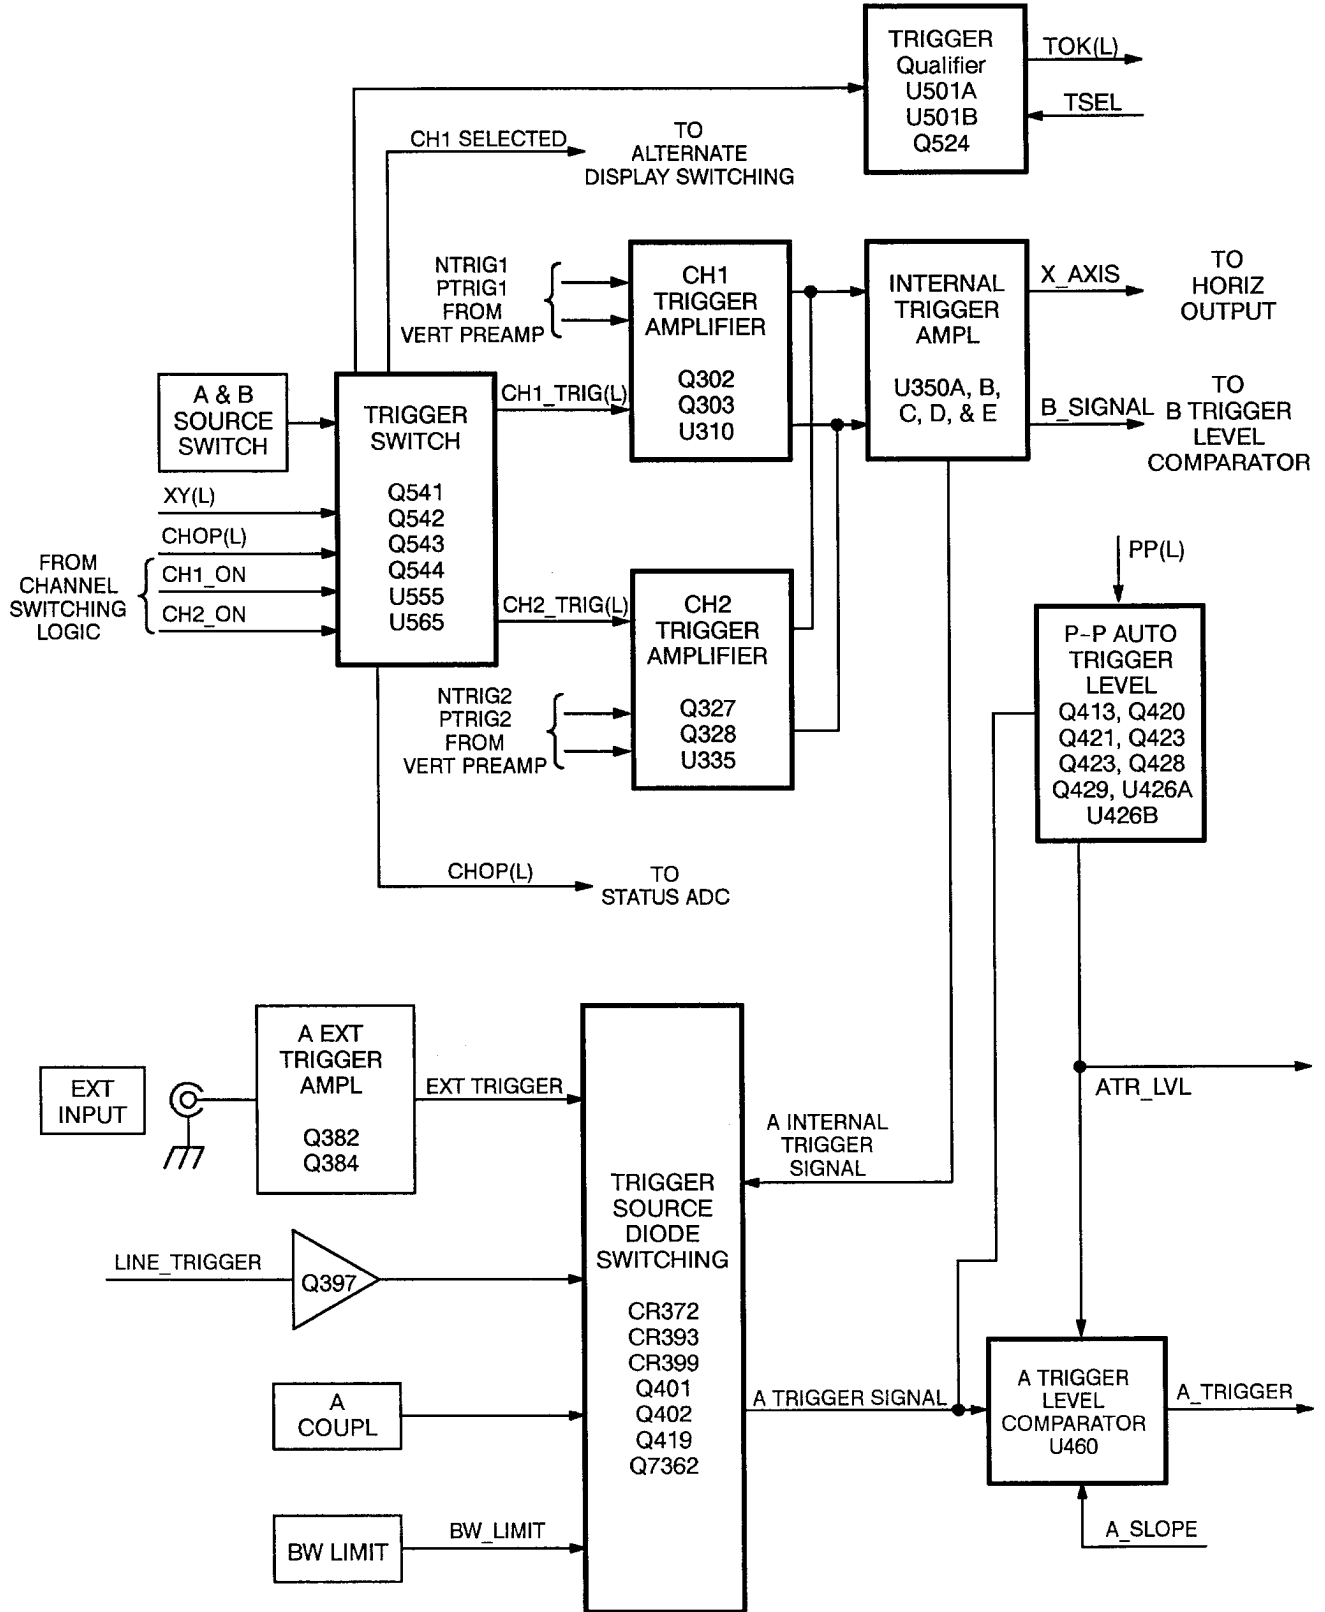 TRIGGER
Qualifier
U501A
U501B
Q524
TOK(L)
TSEL
CH1 SELECTED
TO
ALTERNATE
DISPLAY SWITCHING
NTRIG1
PTRIG1
FROM
VERT PREAMP
CH1
TRIGGER
AMPLIFIER
Q302
Q303
U310
INTERNAL
TRIGGER
AMPL
U350A, B,
C, D, & E
X_AXIS
TO
HORIZ
OUTPUT
B_SIGNAL
TO
B TRIGGER
LEVEL
COMPARATOR
A & B
SOURCE
SWITCH
TRIGGER
SWITCH
Q541
Q542
Q543
Q544
U555
U565
CH1_TRIG(L)
XY(L)
CHOP(L)
CH1_ON
CH2_ON
FROM
CHANNEL
SWITCHING
LOGIC
CH2_TRIG(L)
CH2
TRIGGER
AMPLIFIER
Q327
Q328
U335
NTRIG2
PTRIG2
FROM
VERT PREAMP
PP(L)
P-P AUTO
TRIGGER
LEVEL
Q413, Q420
Q421, Q423
Q423, Q428
Q429, U426A
U426B
CHOP(L)
TO
STATUS ADC
EXT
INPUT
A EXT
TRIGGER
AMPL
Q382
Q384
EXT TRIGGER
A INTERNAL
TRIGGER
SIGNAL
ATR_LVL
LINE_TRIGGER
Q397
TRIGGER
SOURCE
DIODE
SWITCHING
CR372
CR393
CR399
Q401
Q402
Q419
Q7362
A
COUPL
BW LIMIT
BW_LIMIT
A TRIGGER SIGNAL
A TRIGGER
LEVEL
COMPARATOR
U460
A_TRIGGER
A_SLOPE